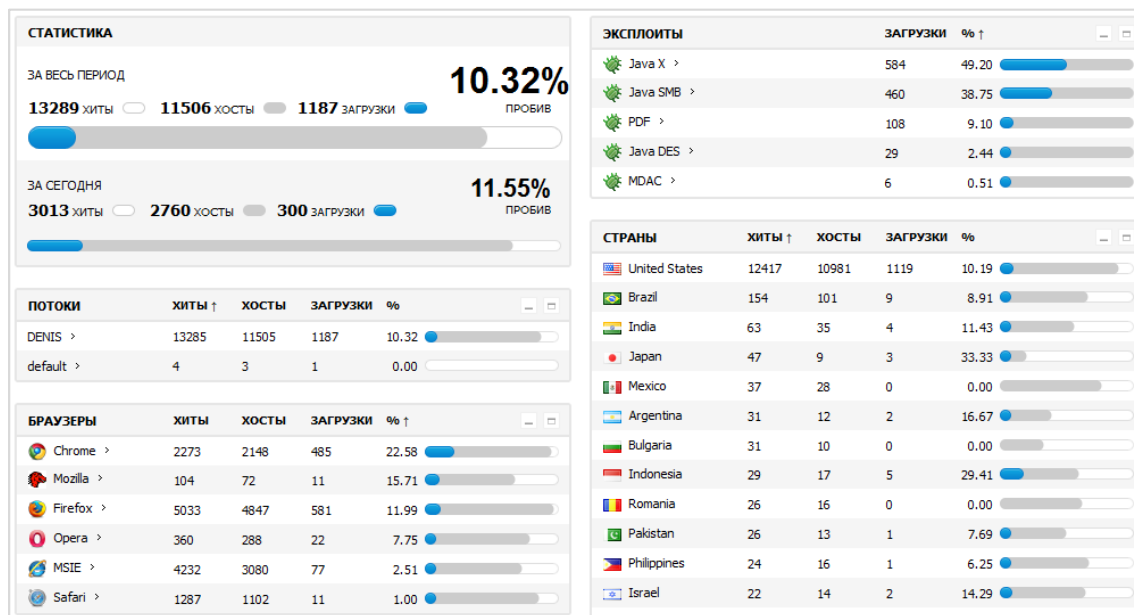 СТАТИСТИКА
ЗА ВЕСЬ ПЕРИОД
10.32%
13289 ХИТЫ 11506 ХОСТЫ 1187 ЗАГРУЗКИ
ПРОБИВ
ЗА СЕГОДНЯ
11.55%
3013 ХИТЫ 2760 ХОСТЫ 300 ЗАГРУЗКИ
ПРОБИВ
ПОТОКИ ХИТЫ ↑ ХОСТЫ ЗАГРУЗКИ %
DENIS > 13285 11505 1187 10.32
default > 4 3 1 0.00
БРАУЗЕРЫ ХИТЫ ХОСТЫ ЗАГРУЗКИ % ↑
Chrome > 2273 2148 485 22.58
Mozilla > 104 72 11 15.71
Firefox > 5033 4847 581 11.99
Opera > 360 288 22 7.75
MSIE > 4232 3080 77 2.51
Safari > 1287 1102 11 1.00
ЭКСПЛОИТЫ ЗАГРУЗКИ % ↑
Java X > 584 49.20
Java SMB > 460 38.75
PDF > 108 9.10
Java DES > 29 2.44
MDAC > 6 0.51
СТРАНЫ ХИТЫ ↑ ХОСТЫ ЗАГРУЗКИ %
United States 12417 10981 1119 10.19
Brazil 154 101 9 8.91
India 63 35 4 11.43
Japan 47 9 3 33.33
Mexico 37 28 0 0.00
Argentina 31 12 2 16.67
Bulgaria 31 10 0 0.00
Indonesia 29 17 5 29.41
Romania 26 16 0 0.00
Pakistan 26 13 1 7.69
Philippines 24 16 1 6.25
Israel 22 14 2 14.29